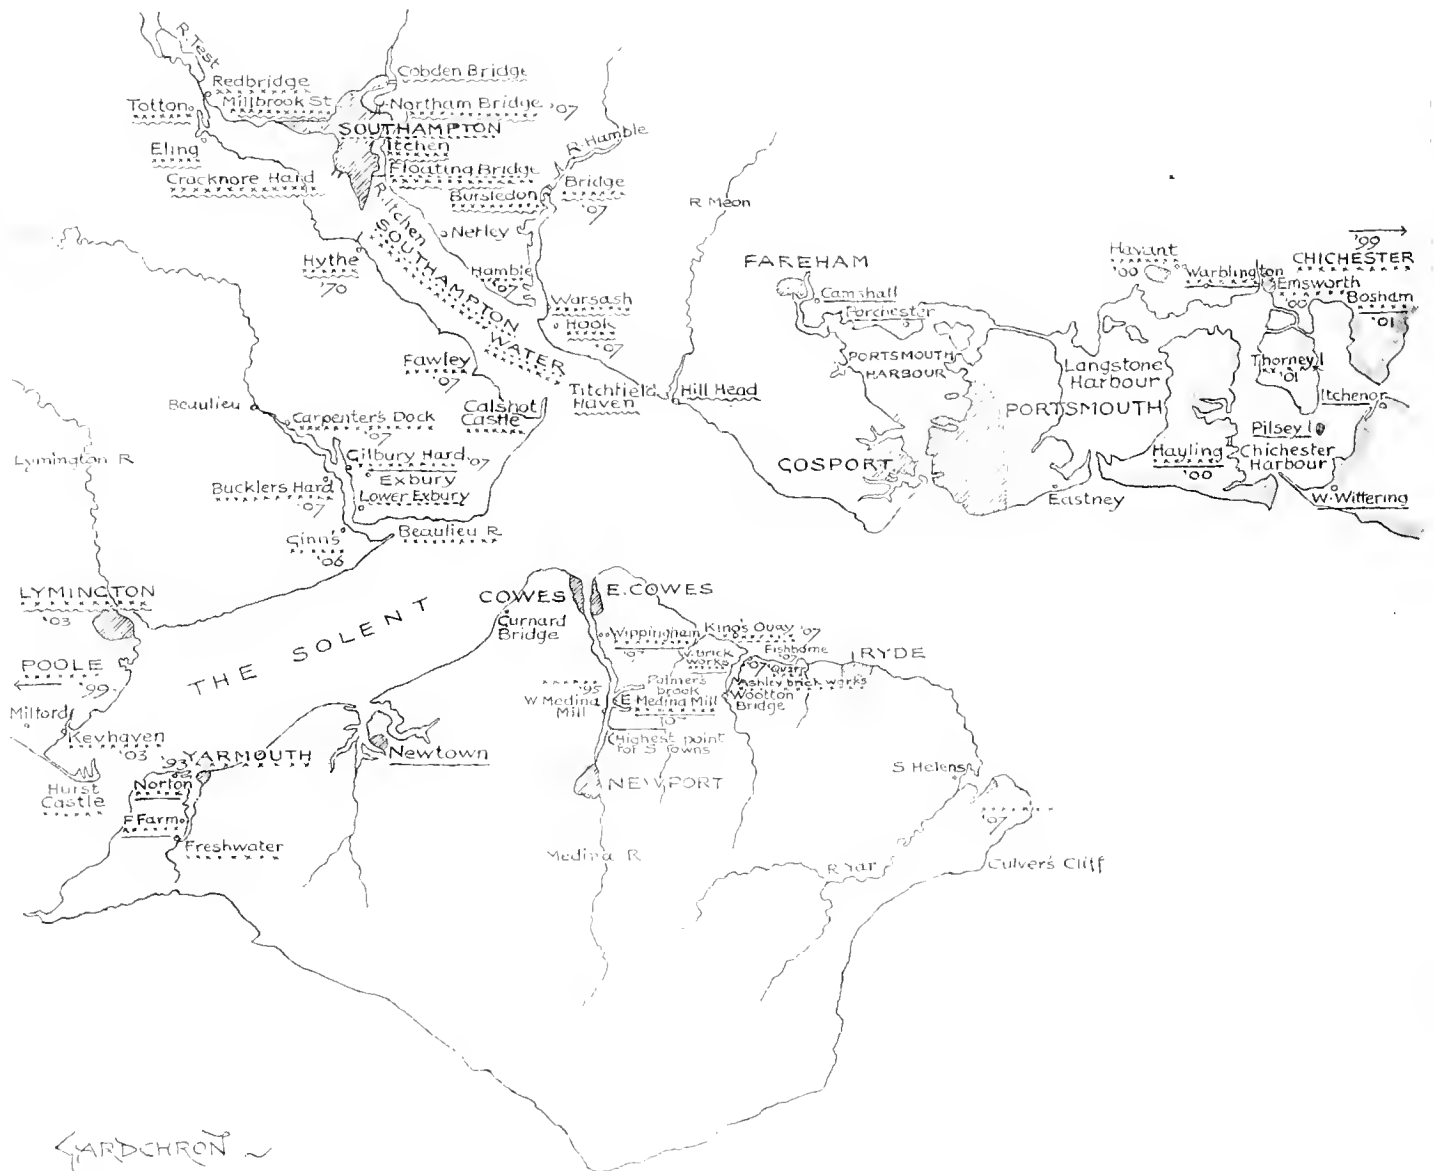 R. Test
Redbridge
Millbrook St.
Totton
Eling
Cracknore Hard
Cobden Bridge
Northam Bridge '07
SOUTHAMPTON
Itchen
Floating Bridge
Bursledon
Bridge
'07
R. Hamble
R. Itchen
SOUTHAMPTON WATER
Netley
Hamble
'07
Hythe
'70
Warsash
Hook
'07
Fawley
'07
Calshot
Castle
Titchfield
Haven
Hill Head
R Meon
FAREHAM
Camshall
Porchester
PORTSMOUTH
HARBOUR
GOSPORT
PORTSMOUTH
Langstone
Harbour
Eastney
Havant
'00
Warblington
'99
CHICHESTER
Emsworth
'00
Bosham
'01
Thorney I
'01
Itchenor
Pilsey I
Hayling
'00
Chichester
Harbour
W. Wittering
Beaulieu
Carpenter's Dock
'07
Gilbury Hard '07
Exbury
Lower Exbury
Bucklers Hard
'07
Ginn's
'06
Beaulieu R
Lymington R
LYMINGTON
'03
POOLE
'99
Milford
Keyhaven
'03
Hurst
Castle
THE SOLENT
COWES
E. COWES
Gurnard
Bridge
Wippingham
'07
King's Quay '07
Brick
works
Fishborne
'07
'07
Quarr
RYDE
Ashley brick works
Wootton
Bridge
Palmer's
brook
'95
W Medina
Mill
E Medina Mill
Highest point
for S Towns
NEWPORT
Medina R
'93
YARMOUTH
Norton
F Farm
Freshwater
Newtown
S Helens
'07
R Yar
Culver's Cliff
GARD CHRON